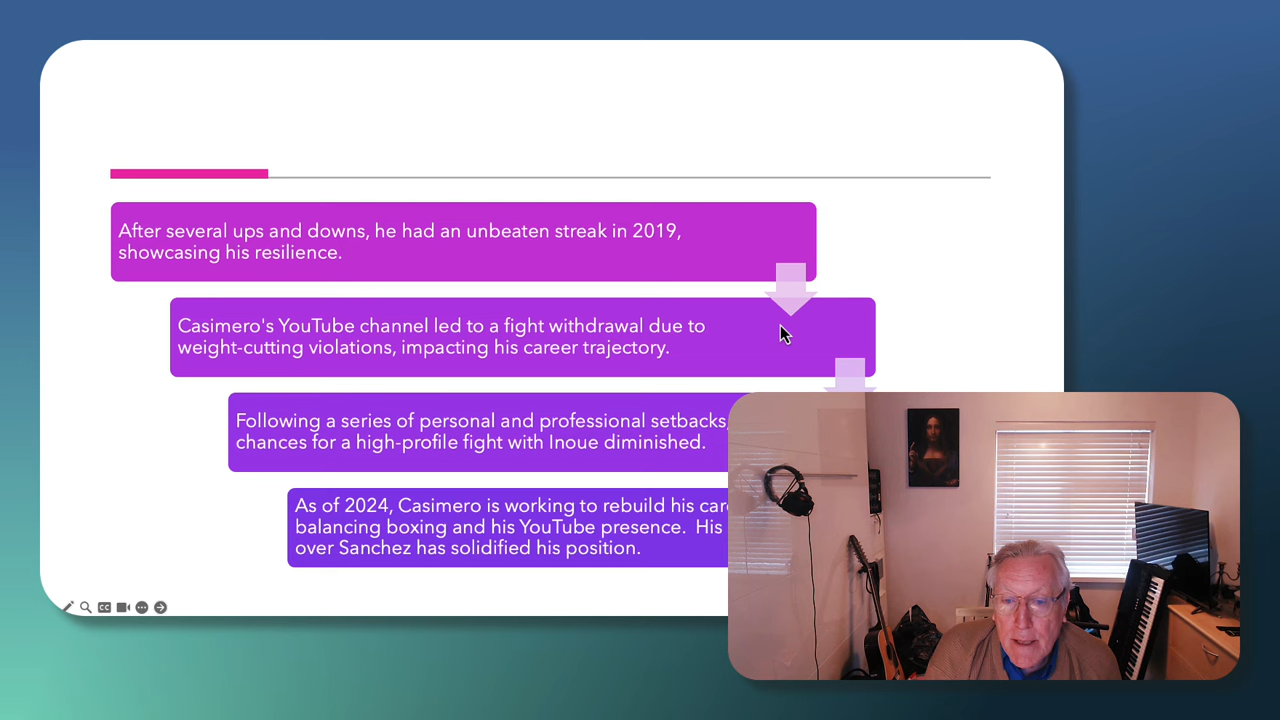 After several ups and downs, he had an unbeaten streak in 2019,
showcasing his resilience.
Casimero's YouTube channel led to a fight withdrawal due to
weight-cutting violations, impacting his career trajectory.
Following a series of personal and professional setbacks,
chances for a high-profile fight with Inoue diminished.
As of 2024, Casimero is working to rebuild his
balancing boxing and his YouTube presence. His
over Sanchez has solidified his position.
CC